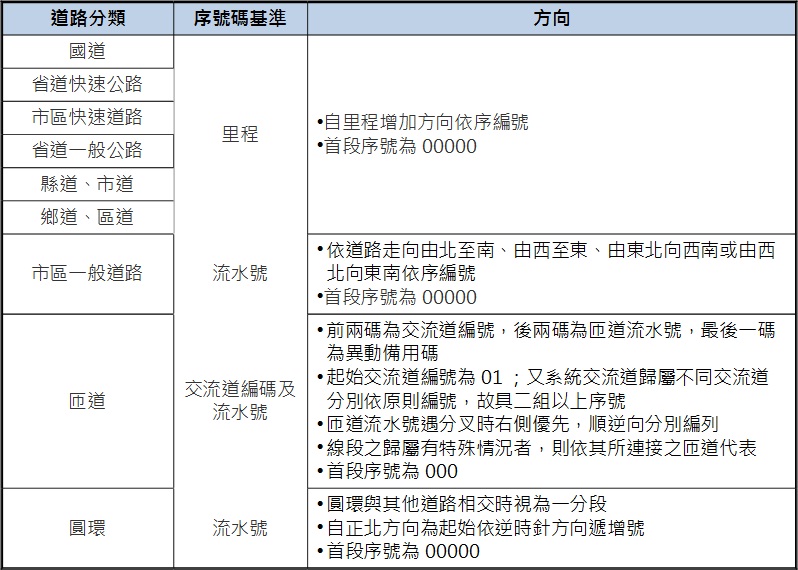 道路分類 序號碼基準 方向
國道
省道快速公路
市區快速道路
省道一般公路
縣道、市道
鄉道、區道
里程
•自里程增加方向依序編號
•首段序號為 00000
市區一般道路
流水號
•依道路走向由北至南、由西至東、由東北向西南或由西
北向東南依序編號
•首段序號為 00000
匝道
交流道編碼及
流水號
•前兩碼為交流道編號，後兩碼為匝道流水號，最後一碼
為異動備用碼
•起始交流道編號為 01 ；又系統交流道歸屬不同交流道
分別依原則編號，故具二組以上序號
•匝道流水號遇分叉時右側優先，順逆向分別編列
•線段之歸屬有特殊情況者，則依其所連接之匝道代表
•首段序號為 000
圓環
流水號
•圓環與其他道路相交時視為一分段
•自正北方向為起始依逆時針方向遞增號
•首段序號為 00000